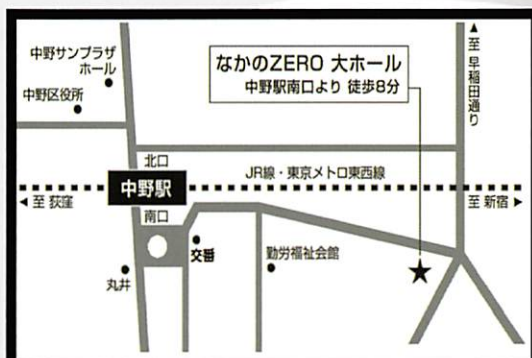 中野サンプラザ
ホール
中野区役所
なかのZERO 大ホール
中野駅南口より 徒歩8分
▲至 早稲田通り
北口
JR線・東京メトロ東西線
中野駅
◀至 荻窪
至 新宿▶
南口
交番
勤労福祉会館
丸井